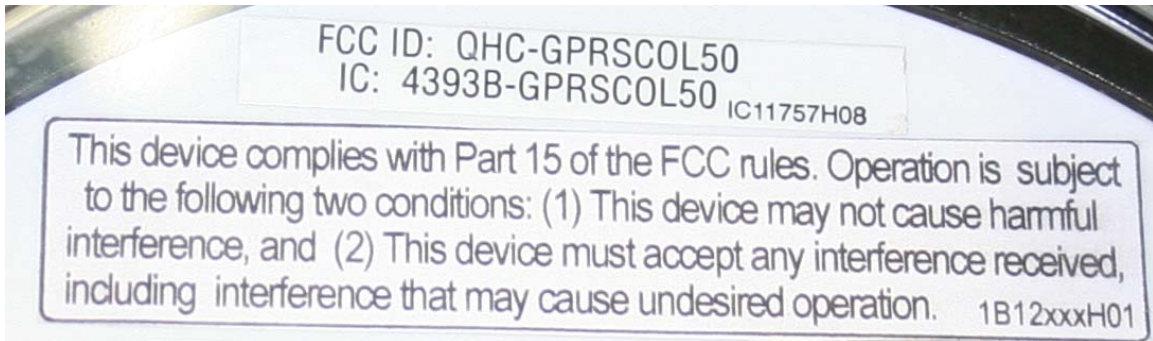 FCC ID: QHC-GPRSCOL50
IC: 4393B-GPRSCOL50 IC11757H08
This device complies with Part 15 of the FCC rules. Operation is subject
to the following two conditions: (1) This device may not cause harmful
interference, and (2) This device must accept any interference received,
including interference that may cause undesired operation. 1B12xxxH01